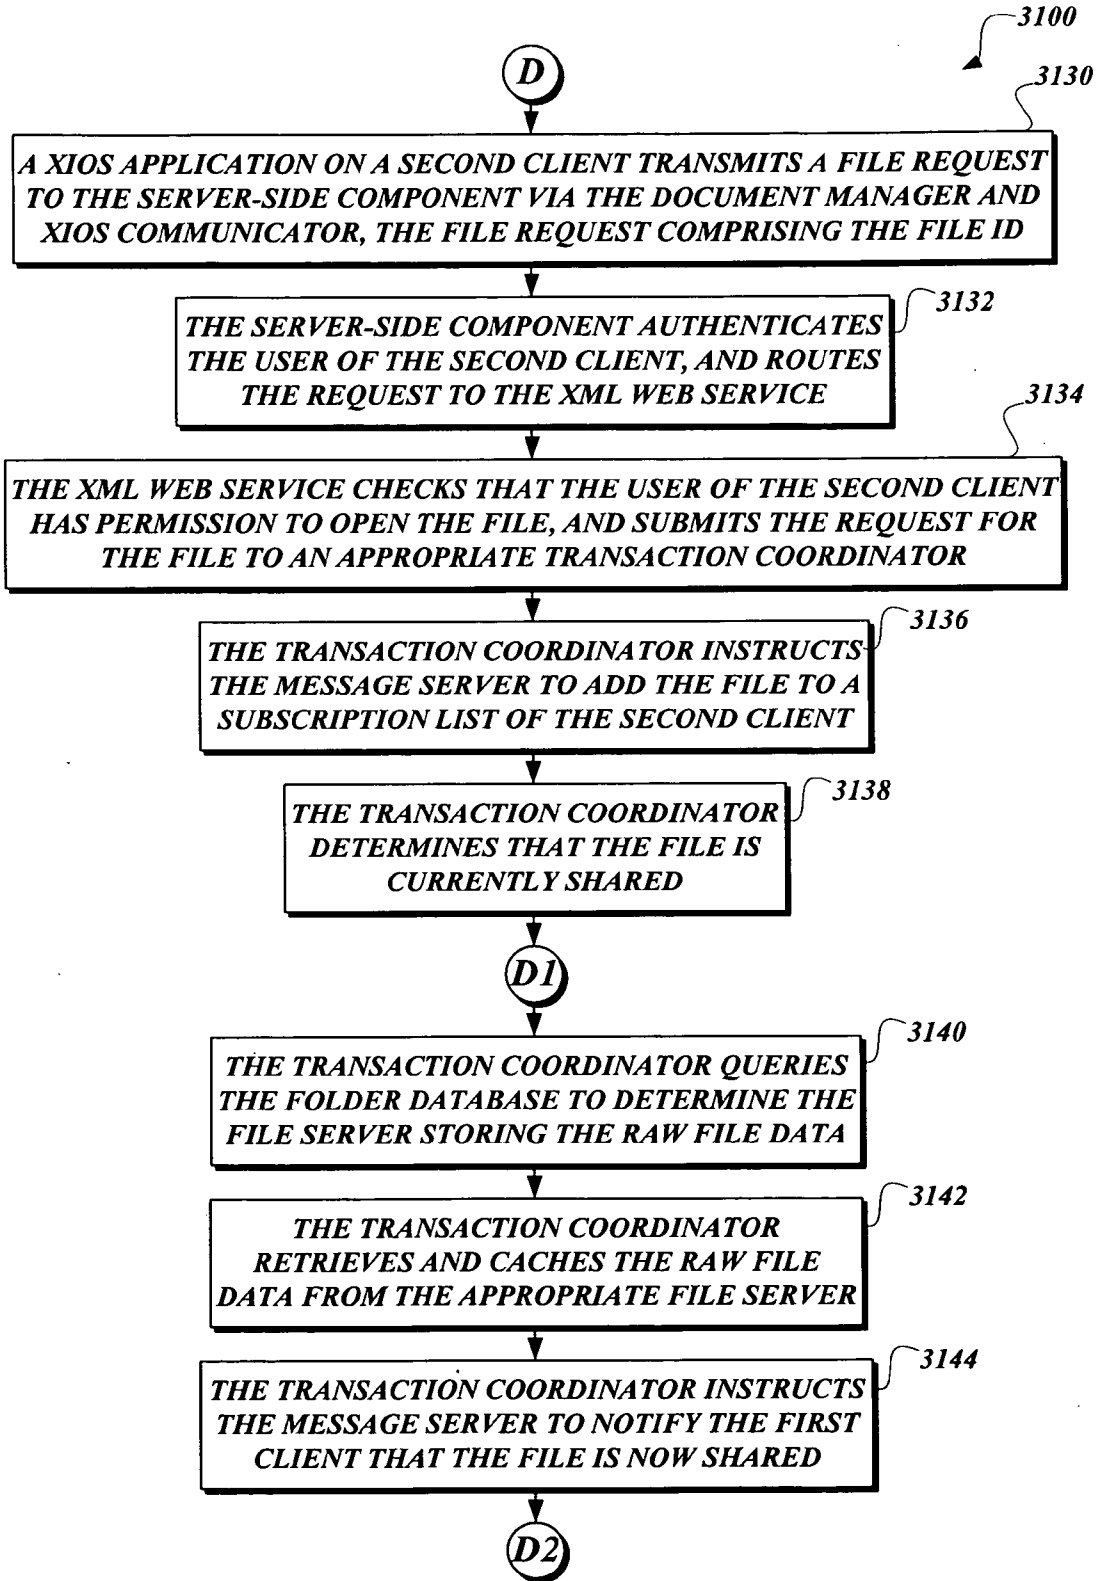 3100
D
3130
A XIOS APPLICATION ON A SECOND CLIENT TRANSMITS A FILE REQUEST
TO THE SERVER-SIDE COMPONENT VIA THE DOCUMENT MANAGER AND
XIOS COMMUNICATOR, THE FILE REQUEST COMPRISING THE FILE ID
3132
THE SERVER-SIDE COMPONENT AUTHENTICATES
THE USER OF THE SECOND CLIENT, AND ROUTES
THE REQUEST TO THE XML WEB SERVICE
3134
THE XML WEB SERVICE CHECKS THAT THE USER OF THE SECOND CLIENT
HAS PERMISSION TO OPEN THE FILE, AND SUBMITS THE REQUEST FOR
THE FILE TO AN APPROPRIATE TRANSACTION COORDINATOR
3136
THE TRANSACTION COORDINATOR INSTRUCTS
THE MESSAGE SERVER TO ADD THE FILE TO A
SUBSCRIPTION LIST OF THE SECOND CLIENT
3138
THE TRANSACTION COORDINATOR
DETERMINES THAT THE FILE IS
CURRENTLY SHARED
D1
3140
THE TRANSACTION COORDINATOR QUERIES
THE FOLDER DATABASE TO DETERMINE THE
FILE SERVER STORING THE RAW FILE DATA
3142
THE TRANSACTION COORDINATOR
RETRIEVES AND CACHES THE RAW FILE
DATA FROM THE APPROPRIATE FILE SERVER
3144
THE TRANSACTION COORDINATOR INSTRUCTS
THE MESSAGE SERVER TO NOTIFY THE FIRST
CLIENT THAT THE FILE IS NOW SHARED
D2